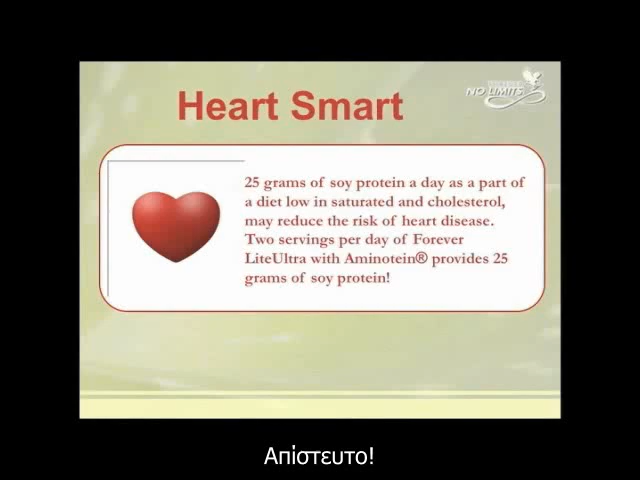 Heart Smart
NO LIMITS
25 grams of soy protein a day as a part of
a diet low in saturated and cholesterol,
may reduce the risk of heart disease.
Two servings per day of Forever
LiteUltra with Aminotein® provides 25
grams of soy protein!
Απίστευτο!